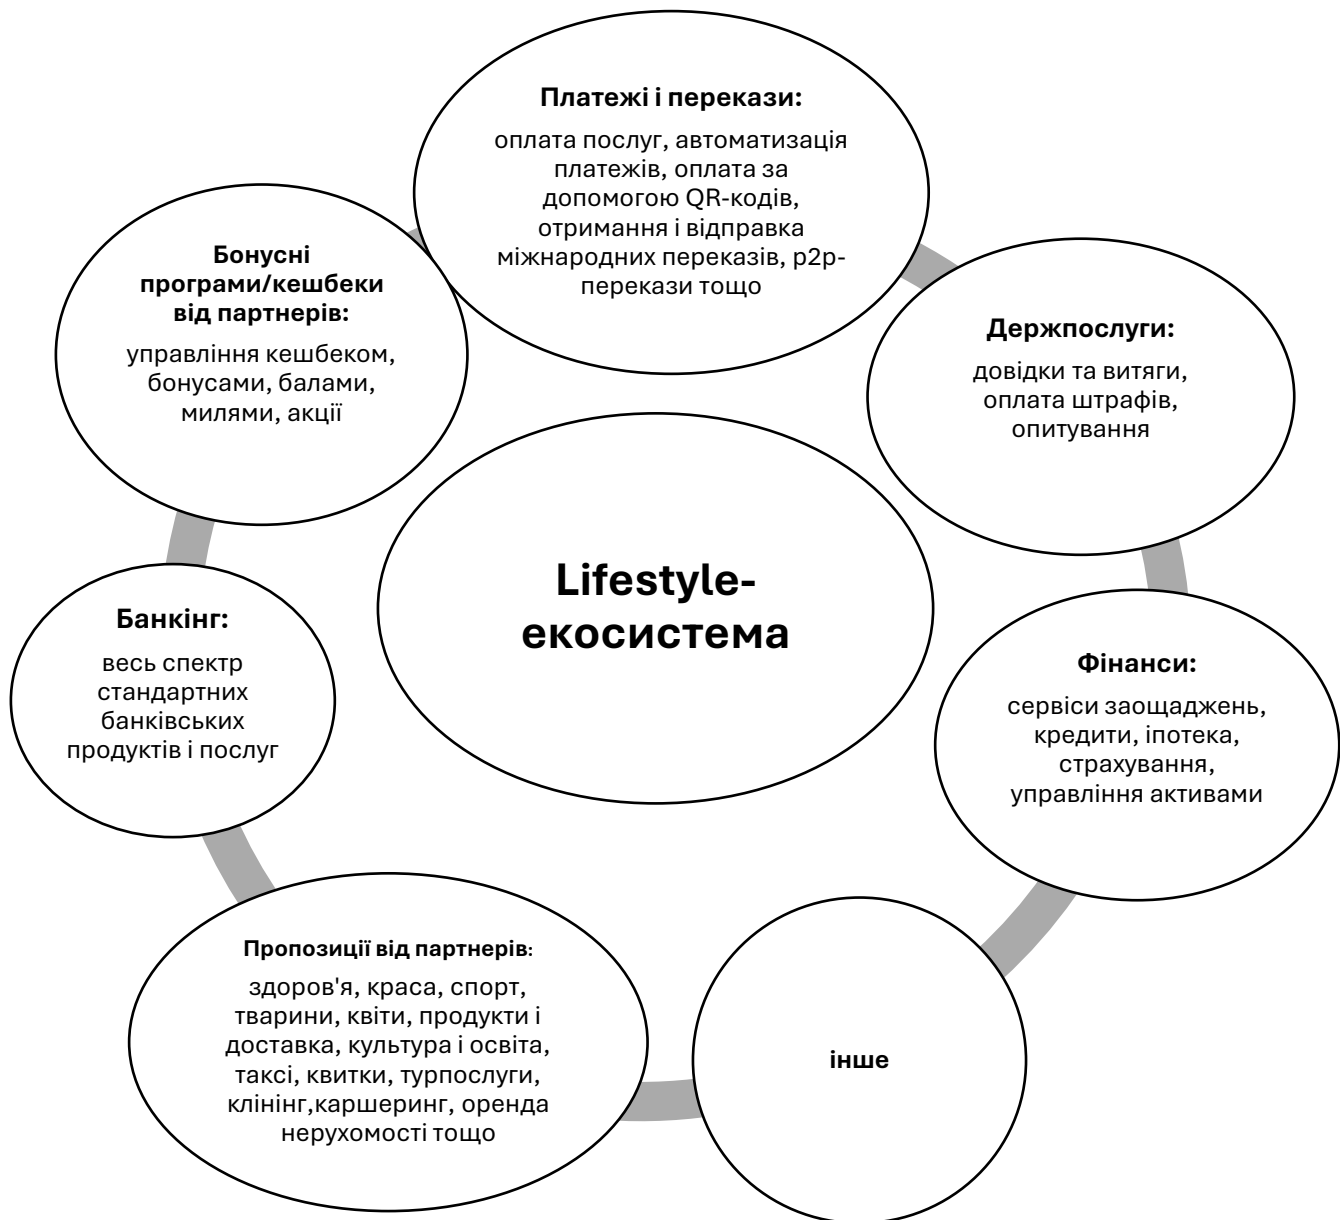 Платежі і перекази:
оплата послуг, автоматизація
платежів, оплата за
допомогою QR-кодів,
отримання і відправка
міжнародних переказів, p2p-
перекази тощо
Держпослуги:
довідки та витяги,
оплата штрафів,
опитування
Фінанси:
сервіси заощаджень,
кредити, іпотека,
страхування,
управління активами
інше
Пропозиції від партнерів:
здоров'я, краса, спорт,
тварини, квіти, продукти і
доставка, культура і освіта,
таксі, квитки, турпослуги,
клінінг,каршеринг, оренда
нерухомості тощо
Банкінг:
весь спектр
стандартних
банківських
продуктів і послуг
Бонусні
програми/кешбеки
від партнерів:
управління кешбеком,
бонусами, балами,
милями, акції
Lifestyle-
екосистема